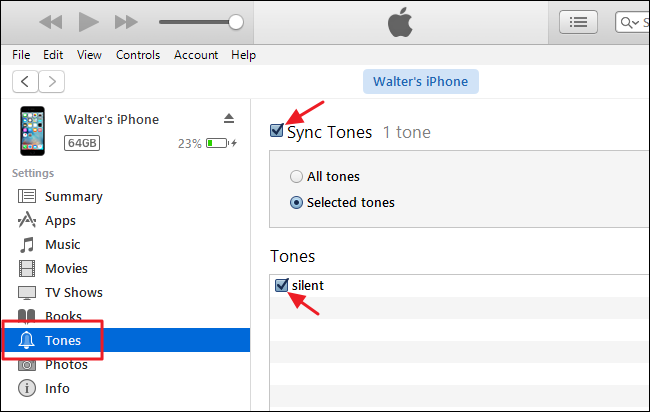 S
File Edit View Controls Account Help
Walter's iPhone
Walter's iPhone
64GB 23%
Settings
Summary
Apps
Music
Movies
TV Shows
Books
Tones
Photos
Info
Sync Tones 1 tone
All tones
Selected tones
Tones
silent